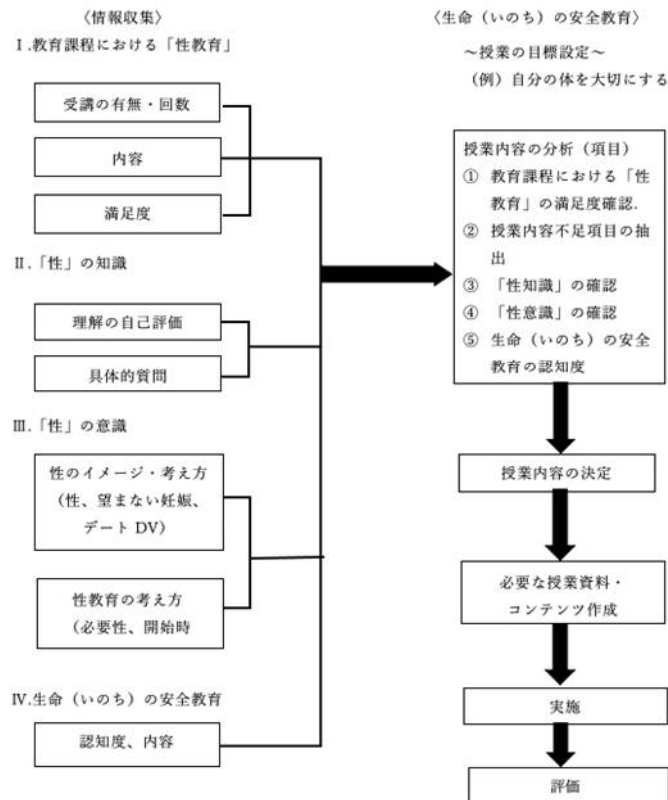 〈情報収集〉
Ⅰ.教育課程における「性教育」
受講の有無・回数
内容
満足度
Ⅱ.「性」の知識
理解の自己評価
具体的質問
Ⅲ.「性」の意識
性のイメージ・考え方
(性、望まない妊娠、
デート DV)
性教育の考え方
(必要性、開始時
Ⅳ.生命(いのち)の安全教育
認知度、内容
〈生命(いのち)の安全教育〉
~授業の目標設定~
(例)自分の体を大切にする
授業内容の分析(項目)
① 教育課程における「性
教育」の満足度確認.
② 授業内容不足項目の抽
出
③ 「性知識」の確認
④ 「性意識」の確認
⑤ 生命(いのち)の安全
教育の認知度
授業内容の決定
必要な授業資料・
コンテンツ作成
実施
評価